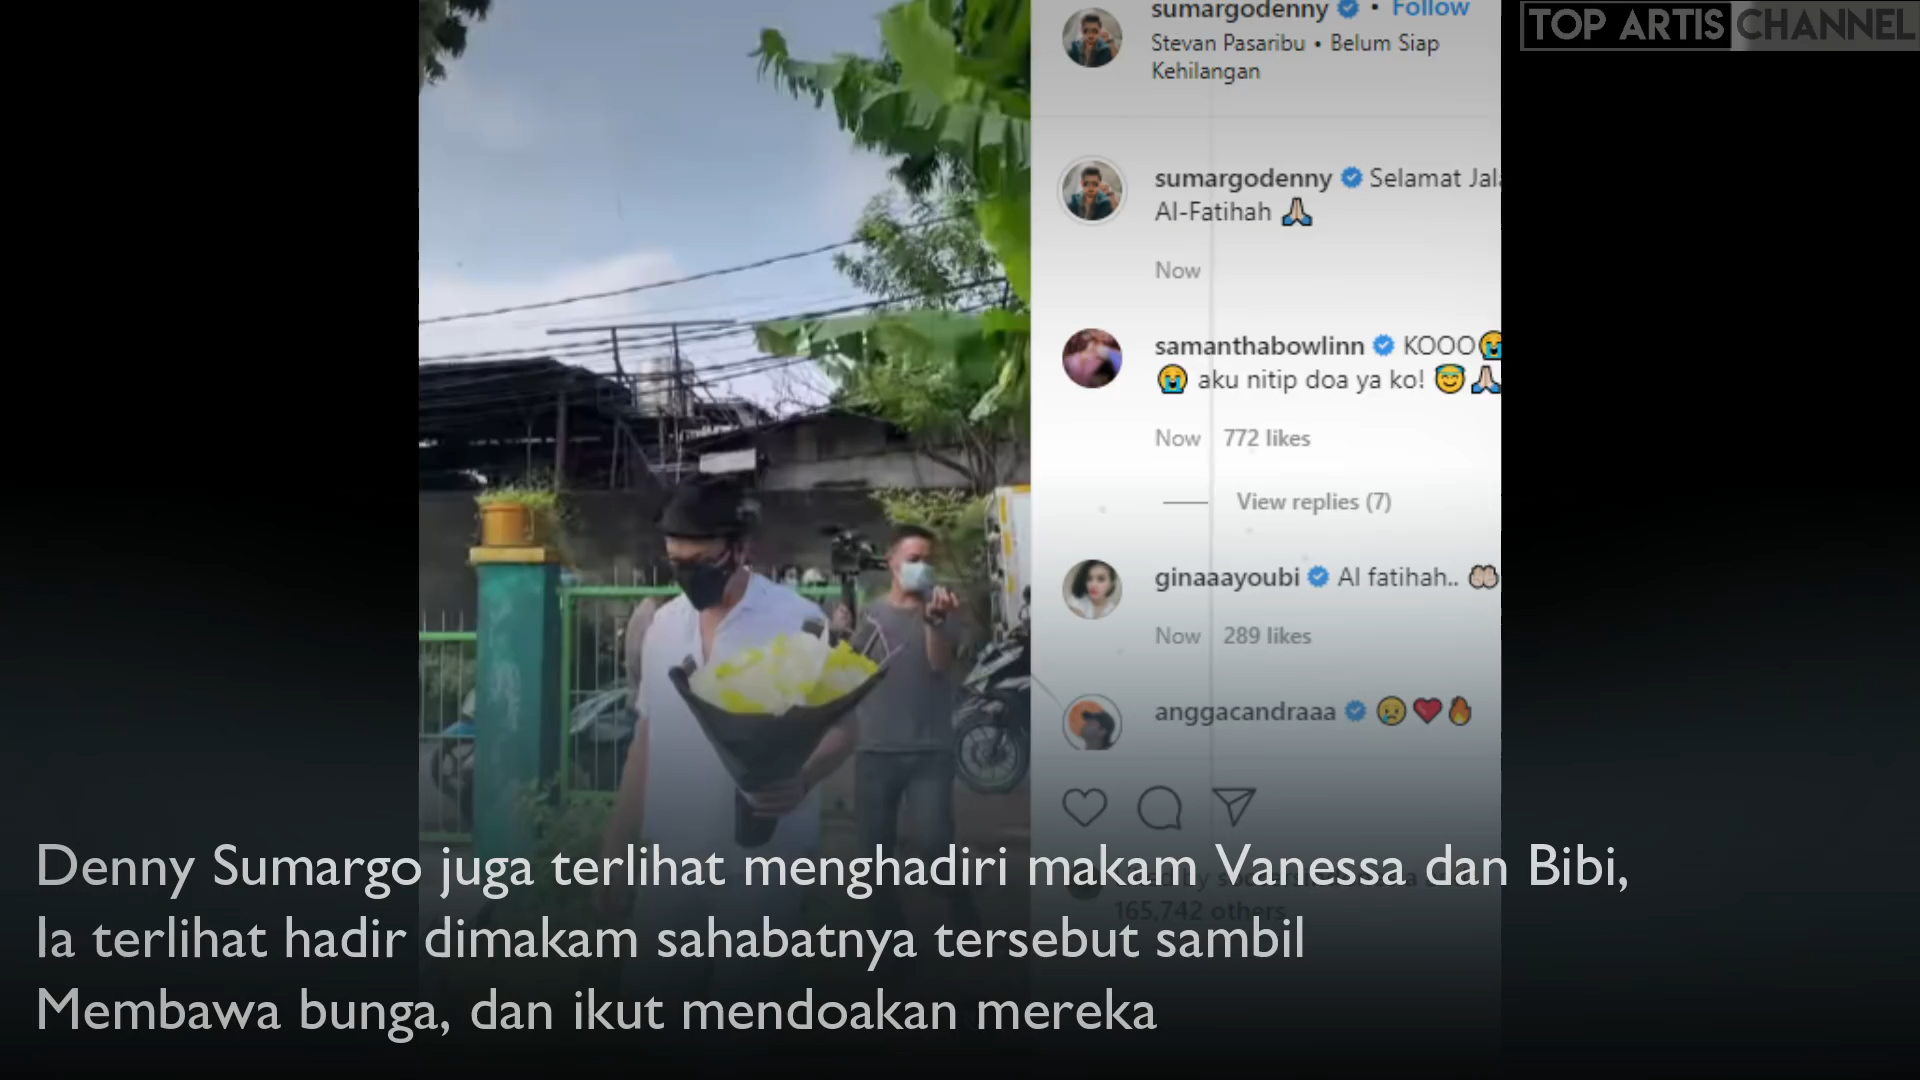 TOP ARTIS CHANNEL
sumargodenny • Follow
Stevan Pasaribu • Belum Siap
Kehilangan
sumargodenny Selamat
Al-Fatihah 🙏
Now
samanthabowlinn KOOO😭
😭 aku nitip doa ya ko! 😇🙏
Now 772 likes
View replies (7)
ginaaayoubi Al fatihah.. 🤲
Now 289 likes
anggacandraaa 😢❤️🔥
165,742 others
Denny Sumargo juga terlihat menghadiri makam Vanessa dan Bibi,
Ia terlihat hadir dimakam sahabatnya tersebut sambil
Membawa bunga, dan ikut mendoakan mereka